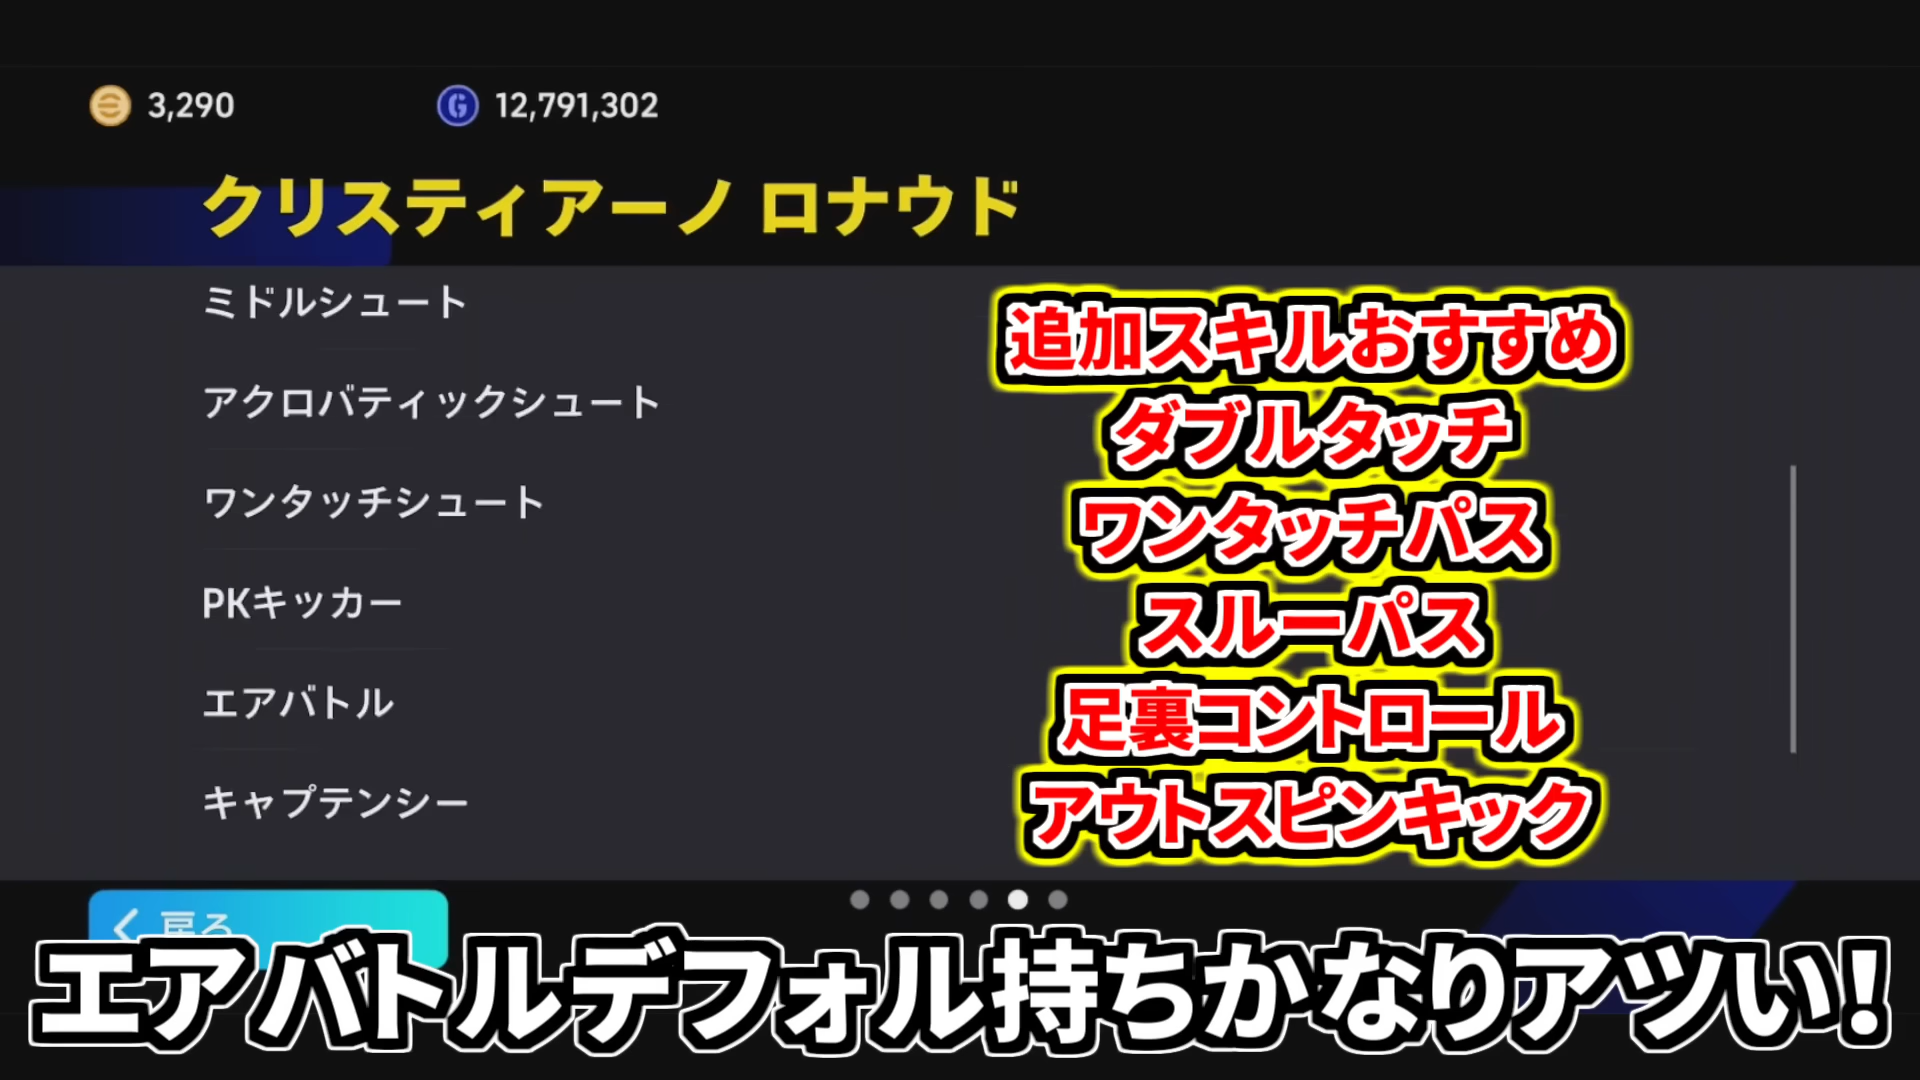 3,290
12,791,302
クリスティアーノ ロナウド
ミドルシュート
アクロバティックシュート
ワンタッチシュート
PKキッカー
エアバトル
キャプテンシー
追加スキルおすすめ
ダブルタッチ
ワンタッチパス
スルーパス
足裏コントロール
アウトスピンキック
戻る
エアバトルデフォル持ちかなりアツい!